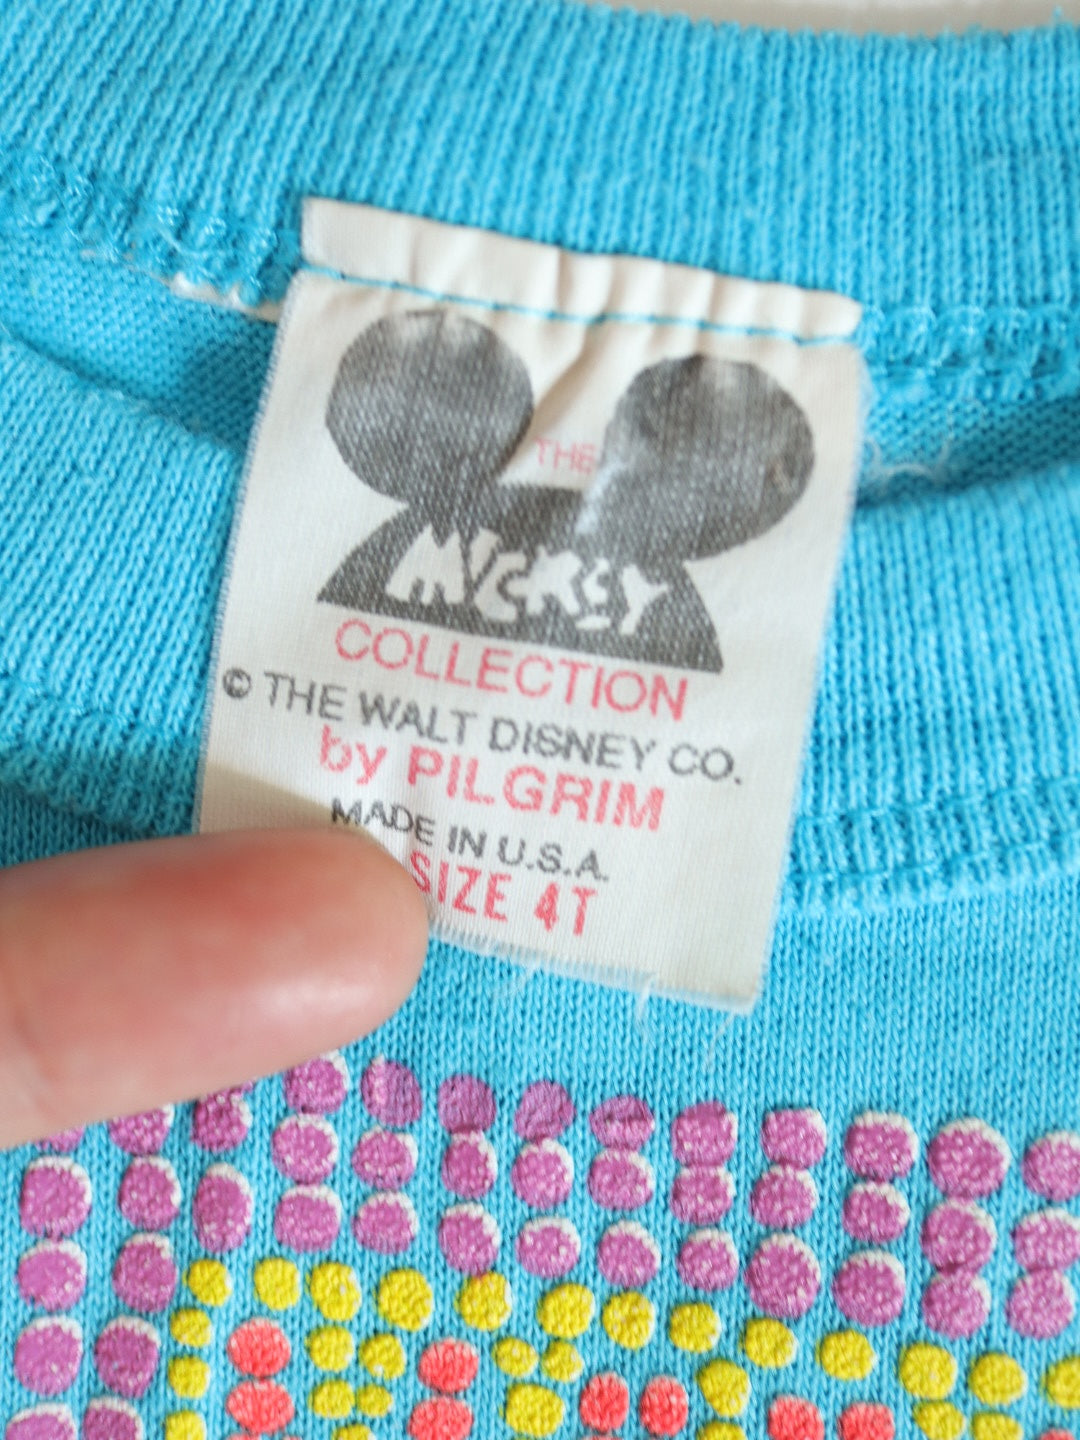 THE
MICKEY
COLLECTION
© THE WALT DISNEY CO.
by PILGRIM
MADE IN U.S.A.
SIZE 4T